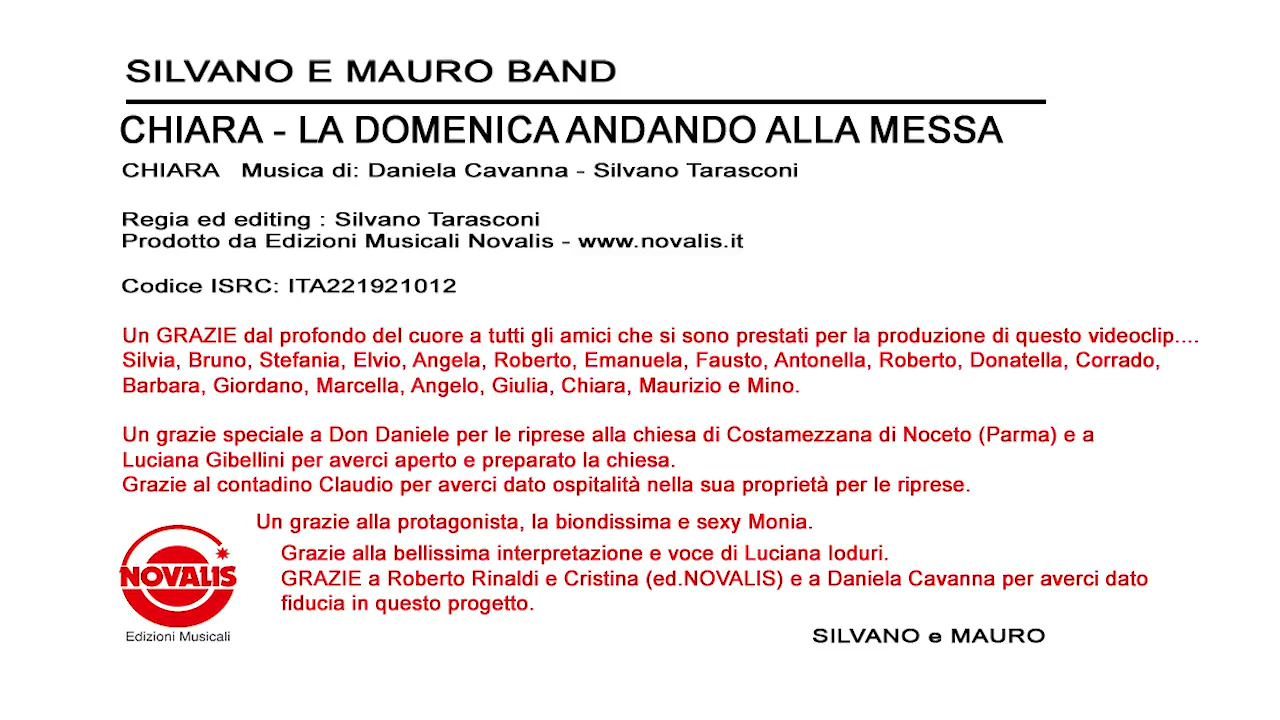 SILVANO E MAURO BAND
CHIARA - LA DOMENICA ANDANDO ALLA MESSA
CHIARA Musica di: Daniela Cavanna - Silvano Tarasconi
Regia ed editing : Silvano Tarasconi
Prodotto da Edizioni Musicali Novalis - www.novalis.it
Codice ISRC: ITA221921012
Un GRAZIE dal profondo del cuore a tutti gli amici che si sono prestati per la produzione di questo videoclip....
Silvia, Bruno, Stefania, Elvio, Angela, Roberto, Emanuela, Fausto, Antonella, Roberto, Donatella, Corrado,
Barbara, Giordano, Marcella, Angelo, Giulia, Chiara, Maurizio e Mino.
Un grazie speciale a Don Daniele per le riprese alla chiesa di Costamezzana di Noceto (Parma) e a
Luciana Gibellini per averci aperto e preparato la chiesa.
Grazie al contadino Claudio per averci dato ospitalità nella sua proprietà per le riprese.
Un grazie alla protagonista, la biondissima e sexy Monia.
Grazie alla bellissima interpretazione e voce di Luciana Ioduri.
GRAZIE a Roberto Rinaldi e Cristina (ed.NOVALIS) e a Daniela Cavanna per averci dato
fiducia in questo progetto.
NOVALIS
Edizioni Musicali
SILVANO e MAURO